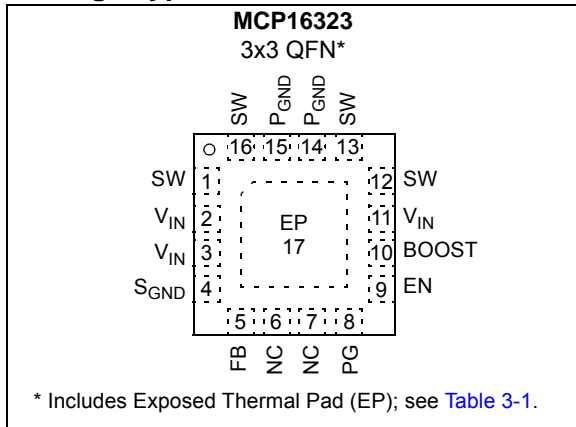 MCP16323
3x3 QFN*
SW PGND PGND SW
16 15 14 13
SW 1 12 SW
VIN 2 EP 11 VIN
VIN 3 17 10 BOOST
SGND 4 9 EN
5 6 7 8
FB NC NC PG
* Includes Exposed Thermal Pad (EP); see Table 3-1.